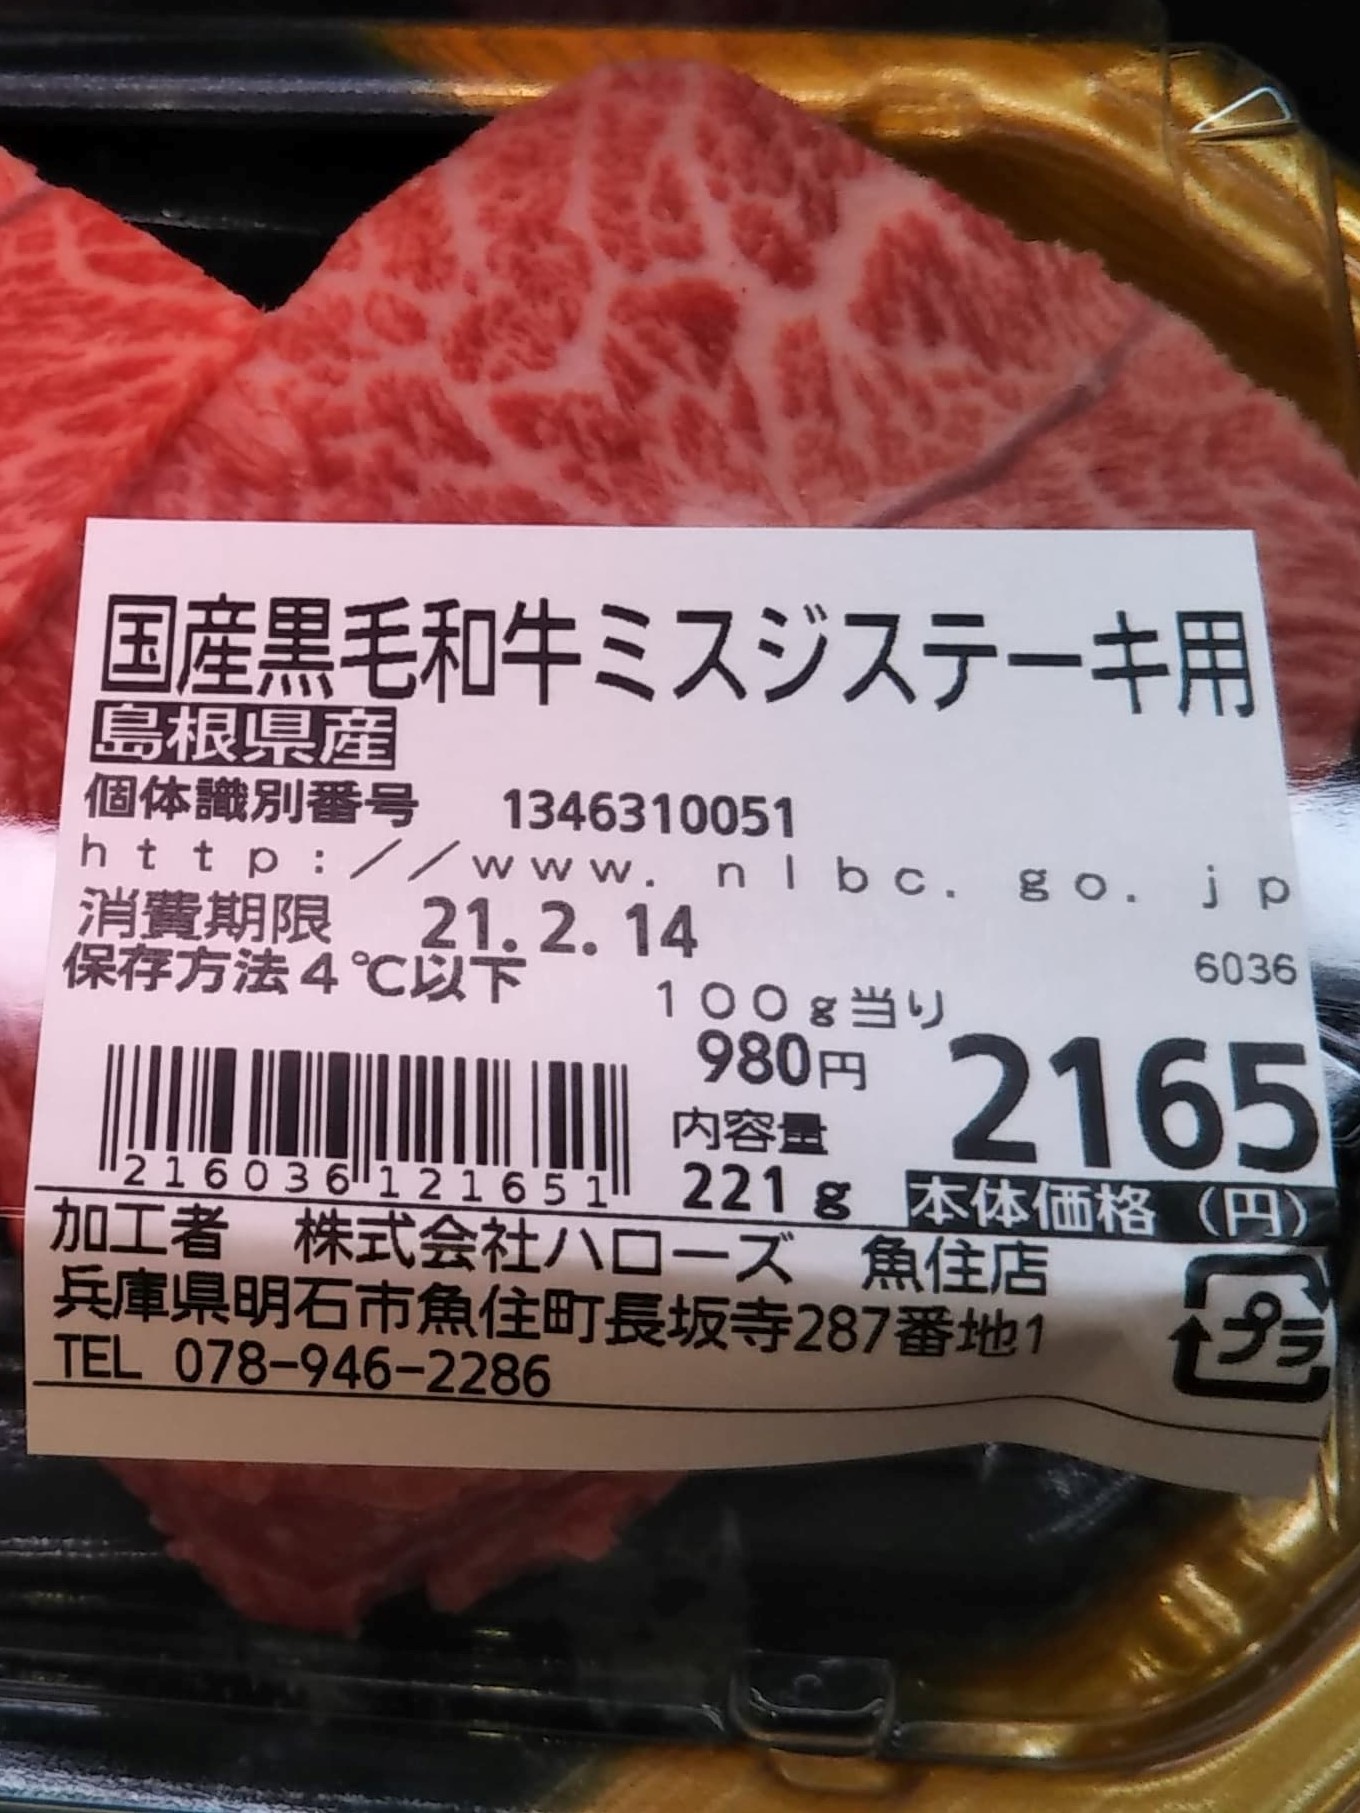 国産黒毛和牛ミスジステーキ用
島根県産
個体識別番号 1346310051
http://www.nlbc.go.jp
消費期限 21.2.14
保存方法4℃以下
6036
100g当り
980円
2165
内容量
221g
本体価格(円)
216036121651
加工者 株式会社ハローズ 魚住店
兵庫県明石市魚住町長坂寺287番地1
TEL 078-946-2286
プラ